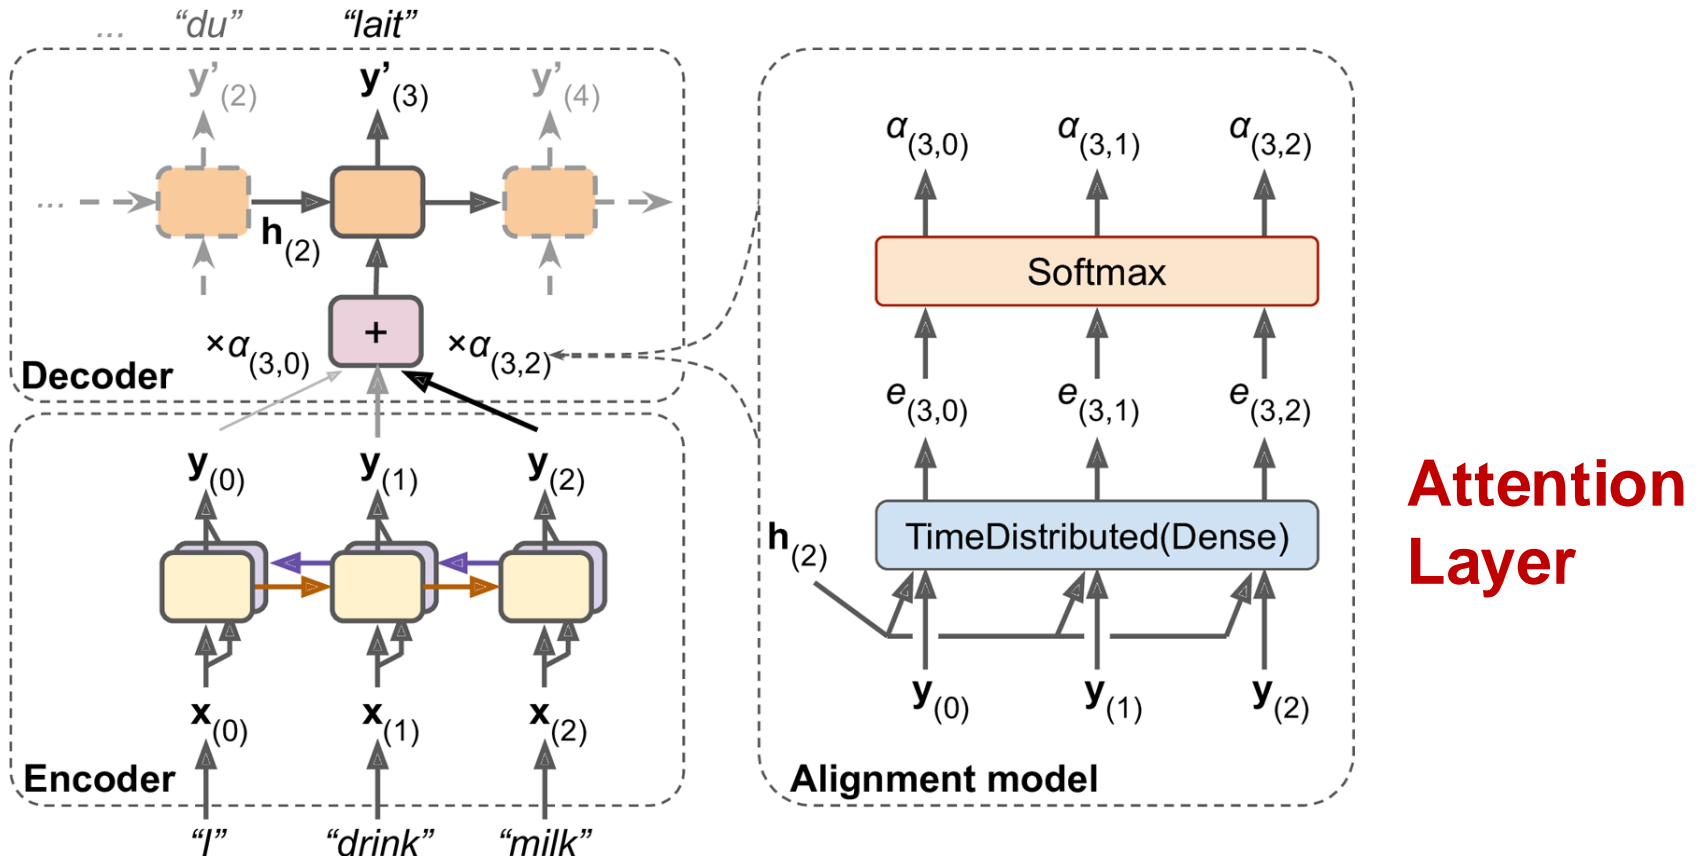 ... “du” “lait”
y’(2) y’(3) y’(4)
...
h(2)
+
×α(3,0) ×α(3,2)
Decoder
y(0) y(1) y(2)
x(0) x(1) x(2)
Encoder
“I” “drink” “milk”
α(3,0) α(3,1) α(3,2)
Softmax
e(3,0) e(3,1) e(3,2)
TimeDistributed(Dense)
h(2)
y(0) y(1) y(2)
Alignment model
Attention
Layer